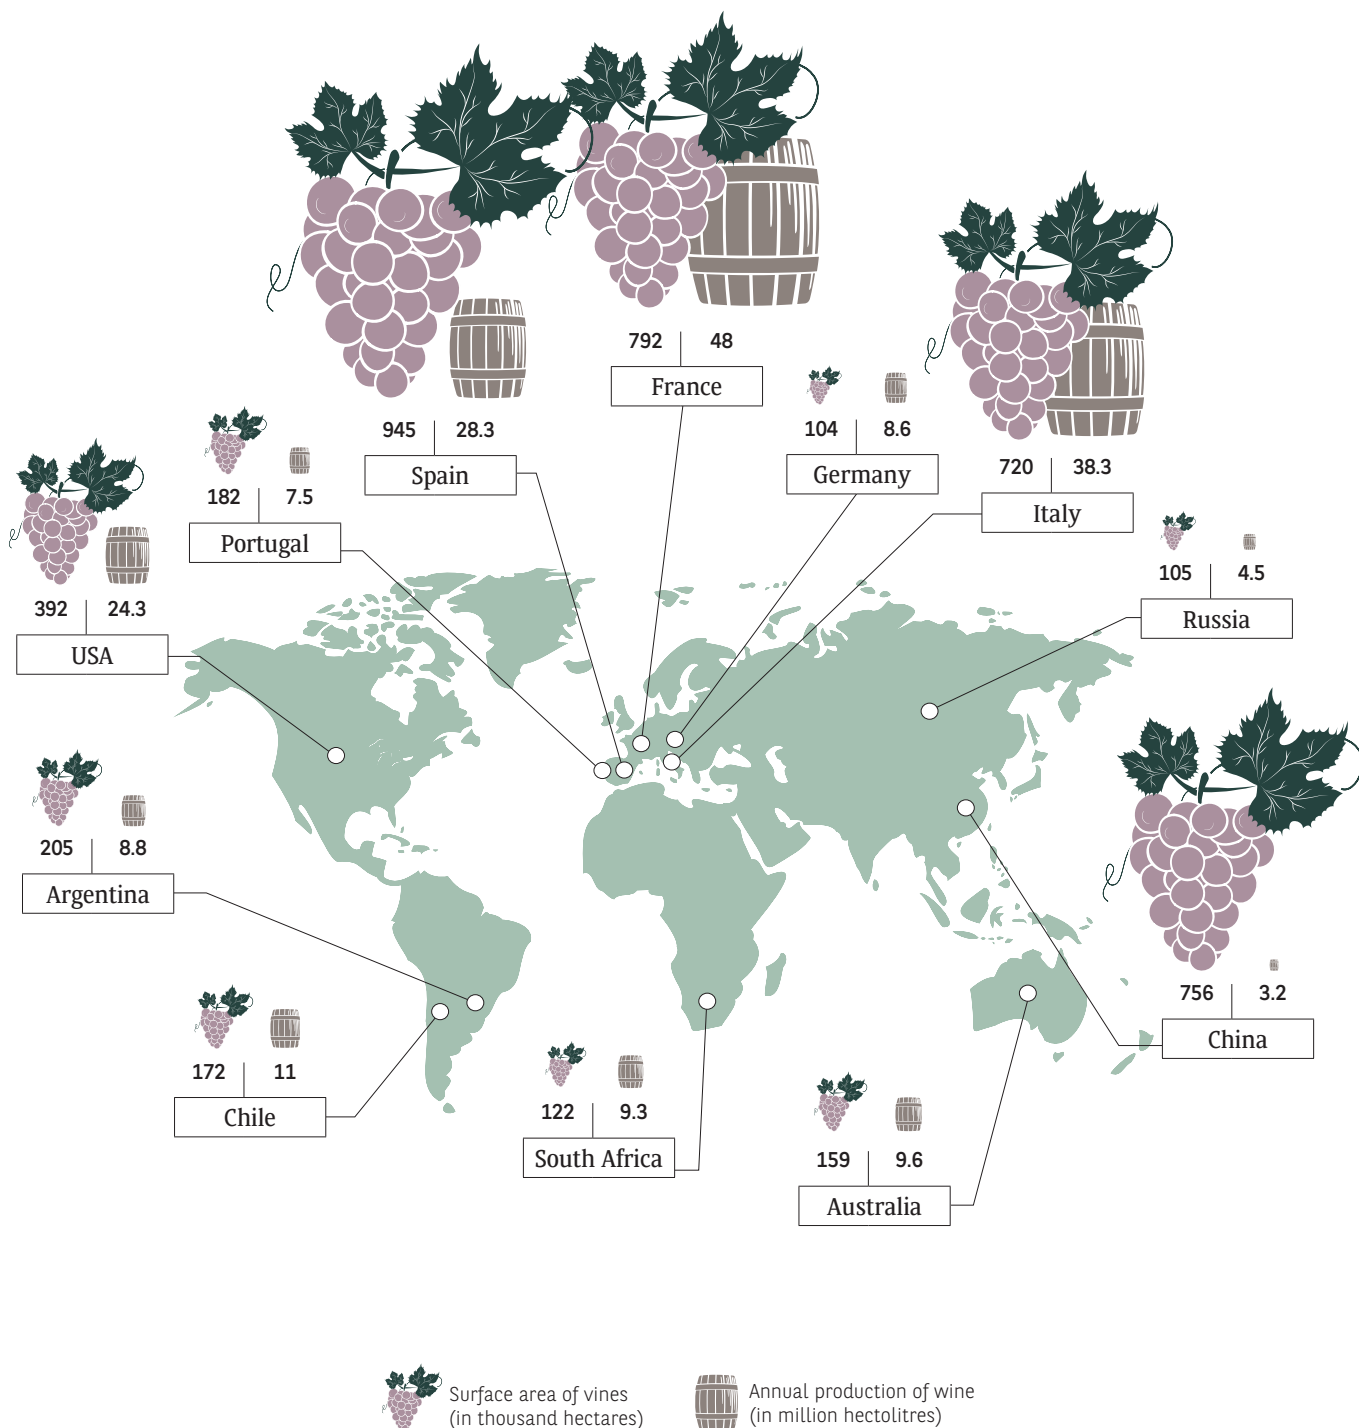 792 48
France
945 28.3
Spain
104 8.6
Germany
720 38.3
Italy
182 7.5
Portugal
392 24.3
USA
105 4.5
Russia
205 8.8
Argentina
756 3.2
China
172 11
Chile
122 9.3
South Africa
159 9.6
Australia
Surface area of vines
(in thousand hectares)
Annual production of wine
(in million hectolitres)